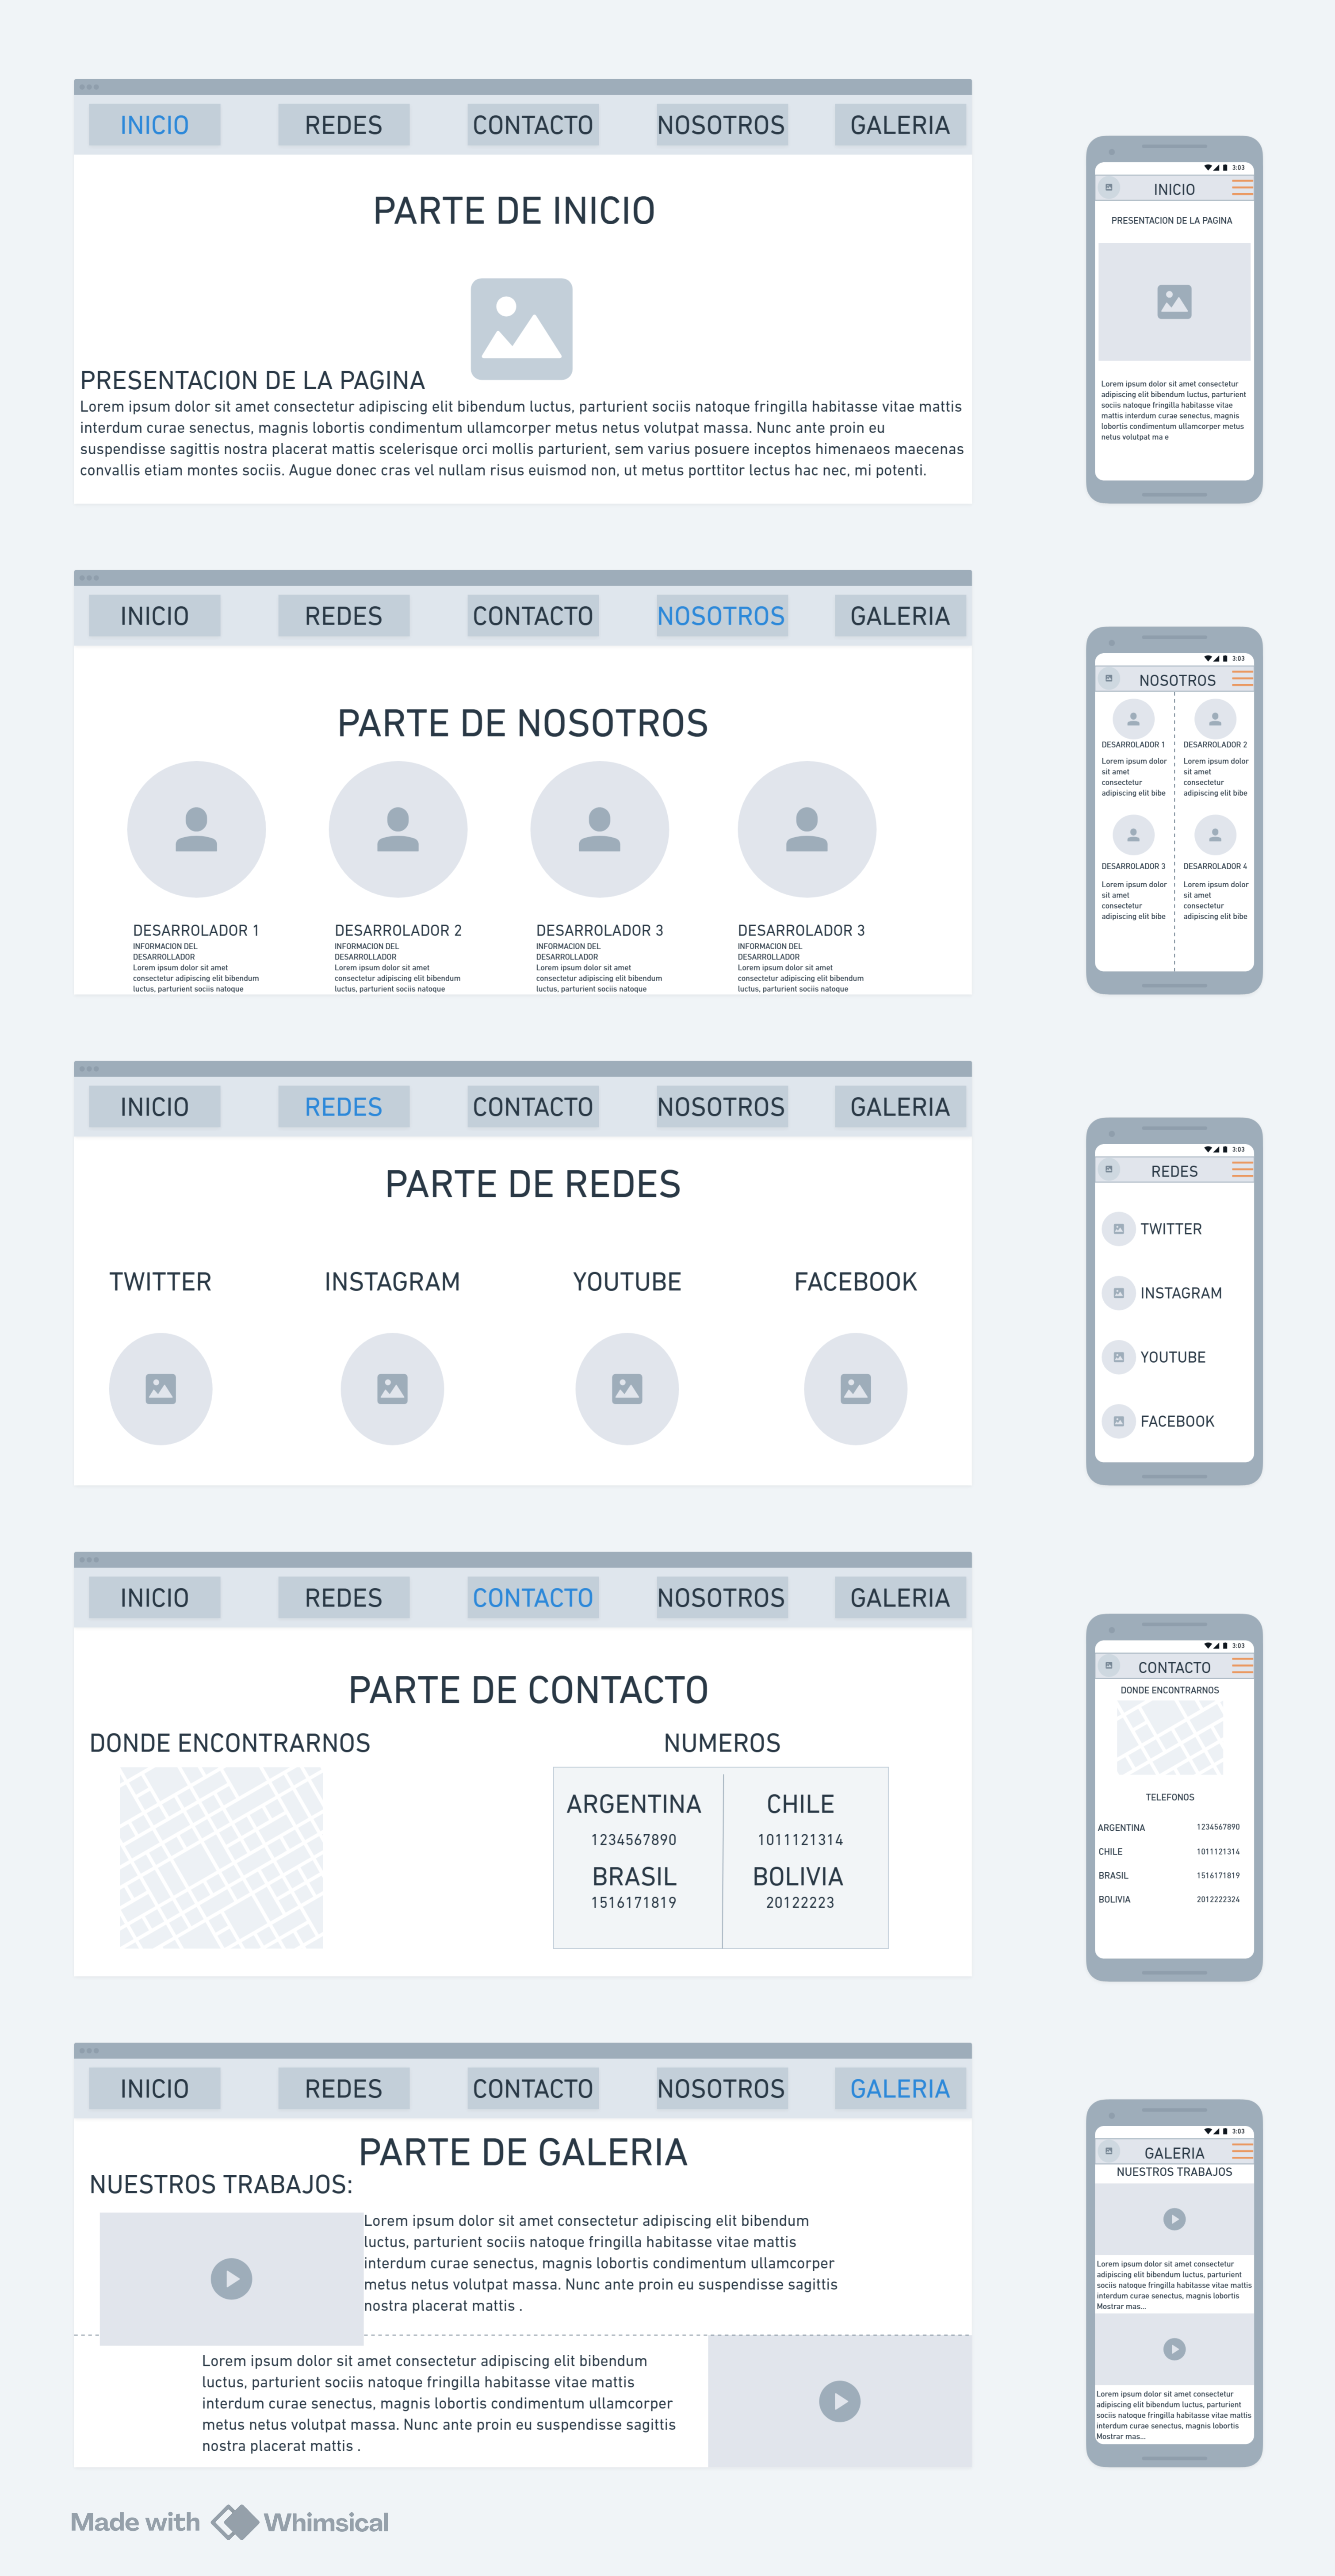 INICIO REDES CONTACTO NOSOTROS GALERIA
PARTE DE INICIO
PRESENTACION DE LA PAGINA
Lorem ipsum dolor sit amet consectetur adipiscing elit bibendum luctus, parturient sociis natoque fringilla habitasse vitae mattis
interdum curae senectus, magnis lobortis condimentum ullamcorper metus netus volutpat massa. Nunc ante proin eu
suspendisse sagittis nostra placerat mattis scelerisque orci mollis parturient, sem varius posuere inceptos himenaeos maecenas
convallis etiam montes sociis. Augue donec cras vel nullam risus euismod non, ut metus porttitor lectus hac nec, mi potenti.
3:03
INICIO
PRESENTACION DE LA PAGINA
Lorem ipsum dolor sit amet consectetur
adipiscing elit bibendum luctus, parturient
sociis natoque fringilla habitasse vitae
mattis interdum curae senectus, magnis
lobortis condimentum ullamcorper metus
netus volutpat ma e
INICIO REDES CONTACTO NOSOTROS GALERIA
PARTE DE NOSOTROS
DESARROLADOR 1
INFORMACION DEL
DESARROLLADOR
Lorem ipsum dolor sit amet
consectetur adipiscing elit bibendum
luctus, parturient sociis natoque
DESARROLADOR 2
INFORMACION DEL
DESARROLLADOR
Lorem ipsum dolor sit amet
consectetur adipiscing elit bibendum
luctus, parturient sociis natoque
DESARROLADOR 3
INFORMACION DEL
DESARROLLADOR
Lorem ipsum dolor sit amet
consectetur adipiscing elit bibendum
luctus, parturient sociis natoque
DESARROLADOR 3
INFORMACION DEL
DESARROLLADOR
Lorem ipsum dolor sit amet
consectetur adipiscing elit bibendum
luctus, parturient sociis natoque
3:03
NOSOTROS
DESARROLADOR 1
Lorem ipsum dolor
sit amet
consectetur
adipiscing elit bibe
DESARROLADOR 2
Lorem ipsum dolor
sit amet
consectetur
adipiscing elit bibe
DESARROLADOR 3
Lorem ipsum dolor
sit amet
consectetur
adipiscing elit bibe
DESARROLADOR 4
Lorem ipsum dolor
sit amet
consectetur
adipiscing elit bibe
INICIO REDES CONTACTO NOSOTROS GALERIA
PARTE DE REDES
TWITTER INSTAGRAM YOUTUBE FACEBOOK
3:03
REDES
TWITTER
INSTAGRAM
YOUTUBE
FACEBOOK
INICIO REDES CONTACTO NOSOTROS GALERIA
PARTE DE CONTACTO
DONDE ENCONTRARNOS
NUMEROS
ARGENTINA CHILE
1234567890 1011121314
BRASIL BOLIVIA
1516171819 20122223
3:03
CONTACTO
DONDE ENCONTRARNOS
TELEFONOS
ARGENTINA 1234567890
CHILE 1011121314
BRASIL 1516171819
BOLIVIA 2012222324
INICIO REDES CONTACTO NOSOTROS GALERIA
PARTE DE GALERIA
NUESTROS TRABAJOS:
Lorem ipsum dolor sit amet consectetur adipiscing elit bibendum
luctus, parturient sociis natoque fringilla habitasse vitae mattis
interdum curae senectus, magnis lobortis condimentum ullamcorper
metus netus volutpat massa. Nunc ante proin eu suspendisse sagittis
nostra placerat mattis .
Lorem ipsum dolor sit amet consectetur adipiscing elit bibendum
luctus, parturient sociis natoque fringilla habitasse vitae mattis
interdum curae senectus, magnis lobortis condimentum ullamcorper
metus netus volutpat massa. Nunc ante proin eu suspendisse sagittis
nostra placerat mattis .
3:03
GALERIA
NUESTROS TRABAJOS
Lorem ipsum dolor sit amet consectetur
adipiscing elit bibendum luctus, parturient
sociis natoque fringilla habitasse vitae mattis
interdum curae senectus, magnis lobortis
Mostrar mas...
Lorem ipsum dolor sit amet consectetur
adipiscing elit bibendum luctus, parturient
sociis natoque fringilla habitasse vitae mattis
interdum curae senectus, magnis lobortis
Mostrar mas...
Made with Whimsical